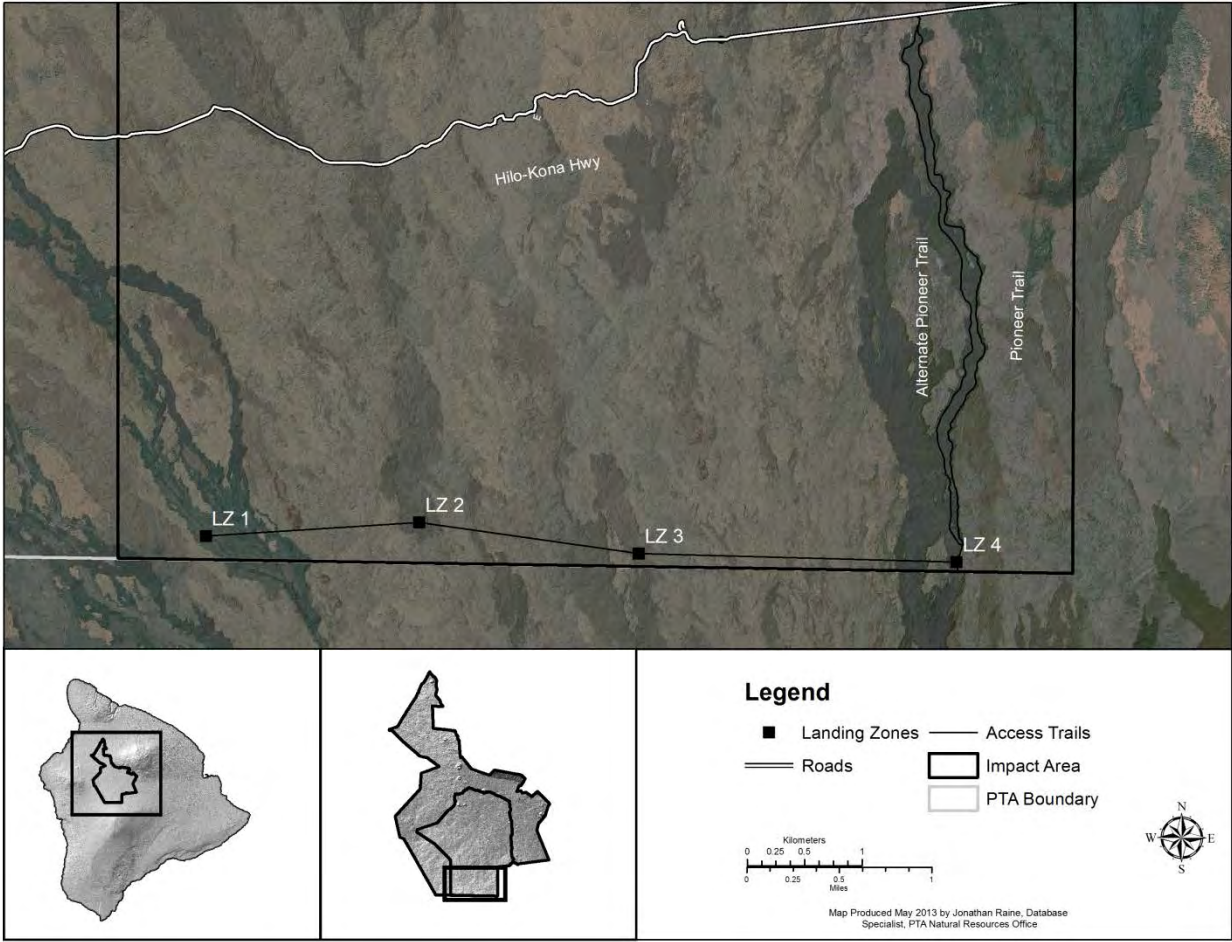 Hilo-Kona Hwy
Alternate Pioneer Trail
Pioneer Trail
LZ 1
LZ 2
LZ 3
LZ 4
Legend
Landing Zones
Access Trails
Roads
Impact Area
PTA Boundary
Kilometers
0 0.25 0.5 1
0 0.25 0.5 1
Miles
N
W E
S
Map Produced May 2013 by Jonathan Raine, Database
Specialist, PTA Natural Resources Office